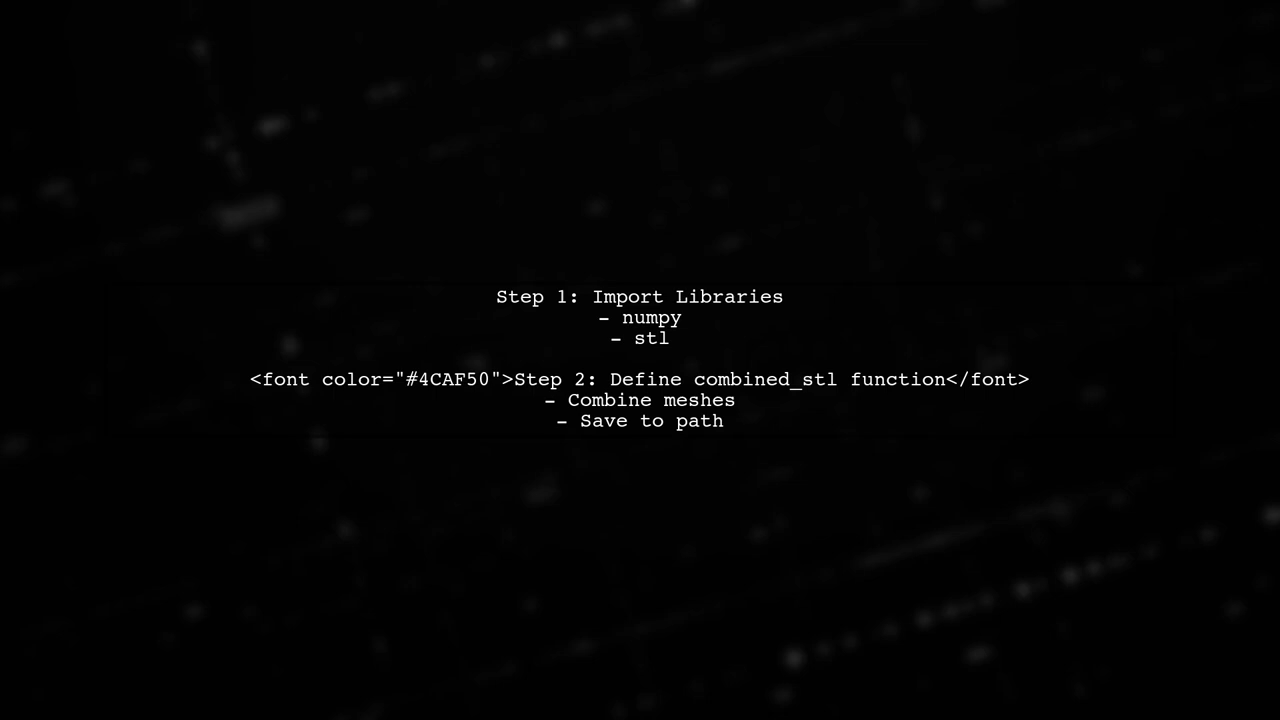 Step 1: Import Libraries
- numpy
- stl
<font color="#4CAF50">Step 2: Define combined_stl function</font>
- Combine meshes
- Save to path